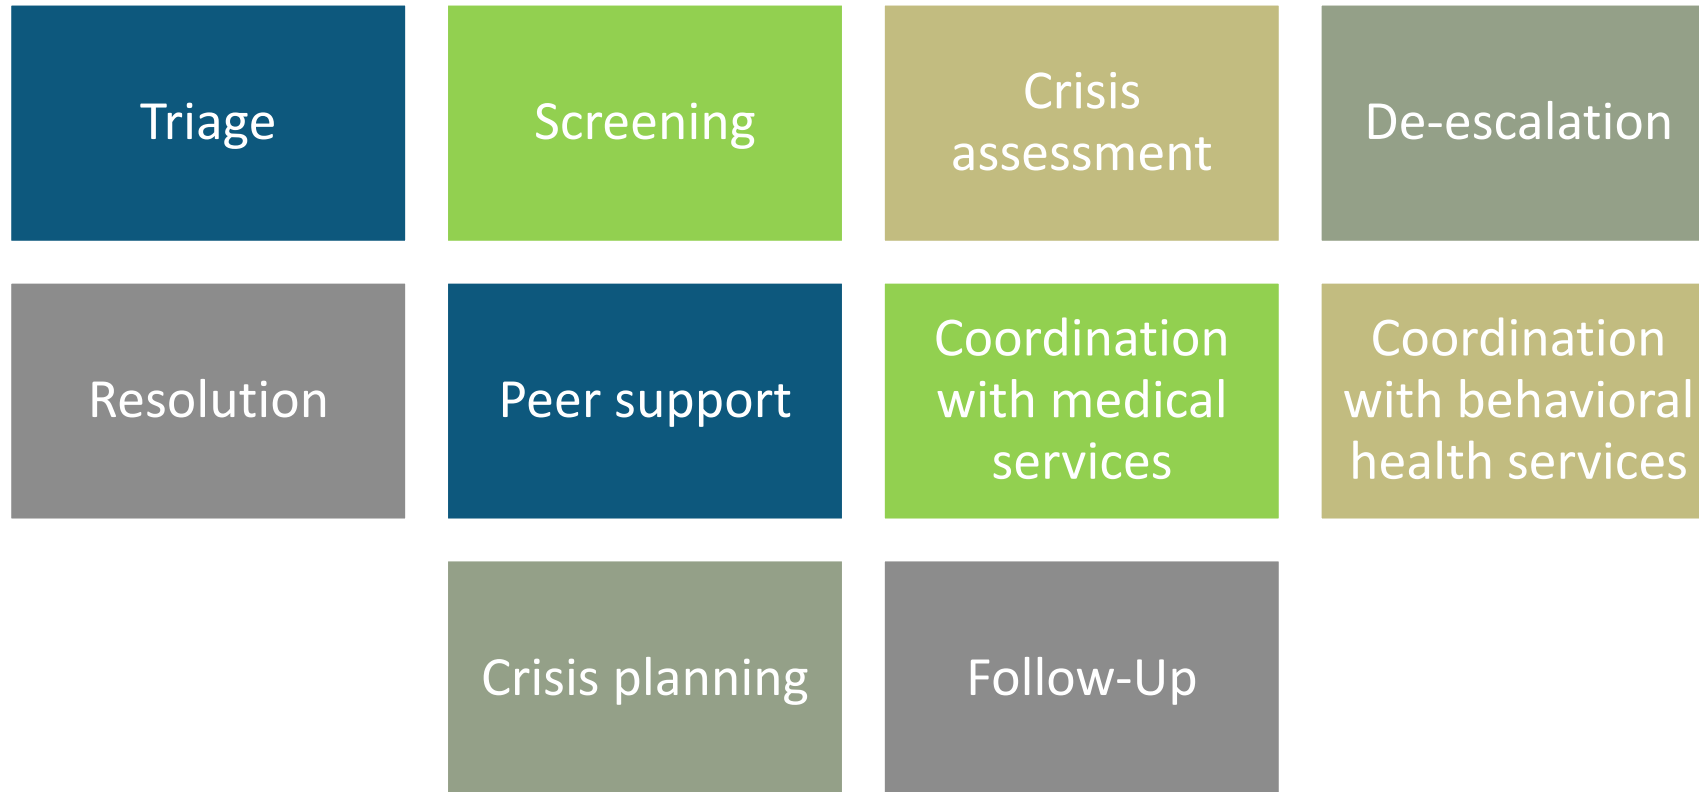 Triage
Screening
Crisis
assessment
De-escalation
Resolution
Peer support
Coordination
with medical
services
Coordination
with behavioral
health services
Crisis planning
Follow-Up